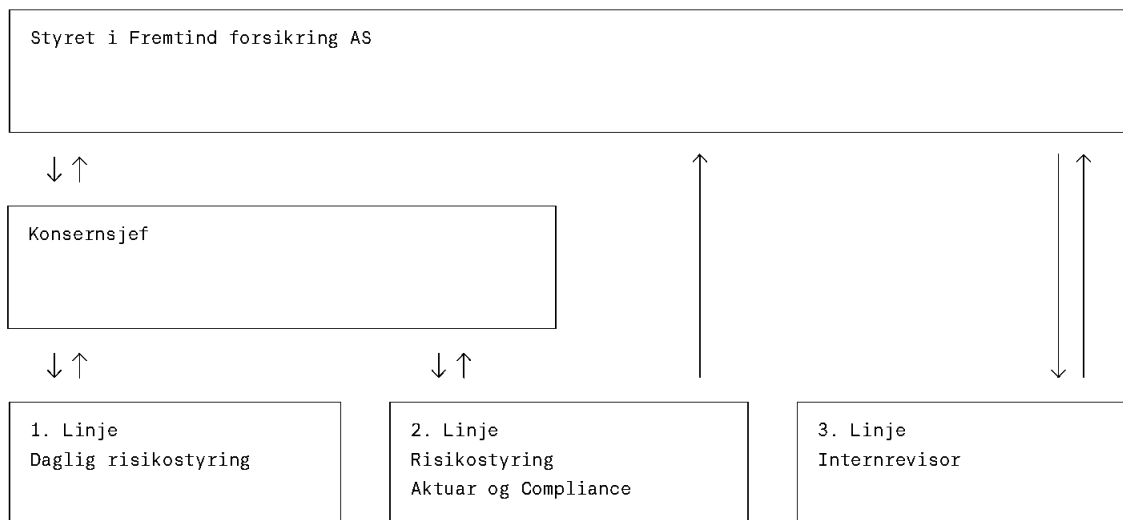 Styret i Fremtind forsikring AS
Konsernsjef
1. Linje
Daglig risikostyring
2. Linje
Risikostyring
Aktuar og Compliance
3. Linje
Internrevisor